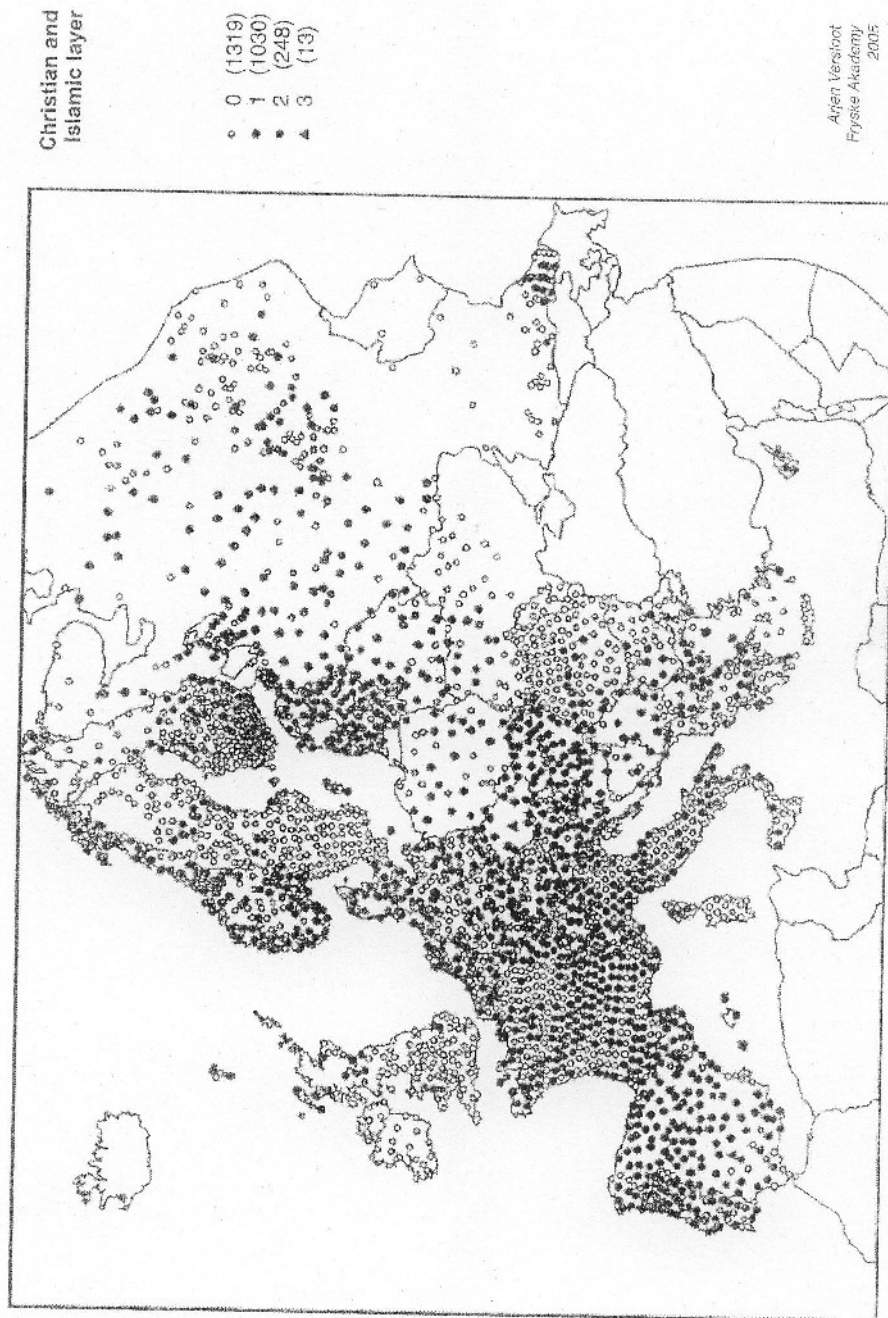 Christian and
Islamic layer
0 (1319)
1 (1030)
2 (248)
3 (13)
Arjen Versloot
Fryske Akademy
2005